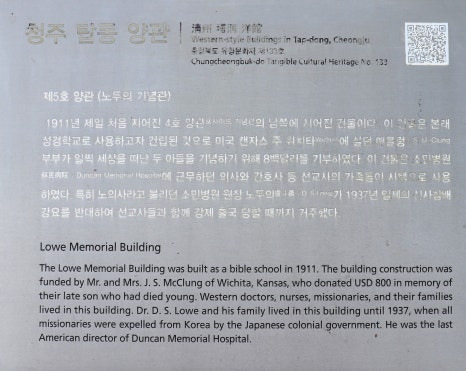 청주 탑동 양관
淸州 塔洞 洋館
Western-style Buildings in Tap-dong, Cheongju
충청북도 유형문화재 제133호
Chungcheongbuk-do Tangible Cultural Heritage No. 133
제5호 양관 (노두의 기념관)
1911년 세일 처음 지어진 4호 양관 의 남쪽에 지어진 건물이다. 이 건물은 본래
성경학교로 사용하고자 건립된 것으로 미국 캔자스 주 위치타 에 살던 매클렁
부부가 일찍 세상을 떠난 두 아들을 기념하기 위해 8백달러를 기부하였다. 이 건물은 소민병원
Duncan Memorial Hospital에 근무하던 의사와 간호사 등 선교사의 가족들이 사택으로 사용
하였다. 특히 노의사라고 불리던 소민병원 원장 노두의 가 1937년 일제의 신사참배
강요를 반대하여 선교사들과 함께 강제 출국 당할 때까지 거주했다.
Lowe Memorial Building
The Lowe Memorial Building was built as a bible school in 1911. The building construction was
funded by Mr. and Mrs. J. S. McClung of Wichita, Kansas, who donated USD 800 in memory of
their late son who had died young. Western doctors, nurses, missionaries, and their families
lived in this building. Dr. D. S. Lowe and his family lived in this building until 1937, when all
missionaries were expelled from Korea by the Japanese colonial government. He was the last
American director of Duncan Memorial Hospital.